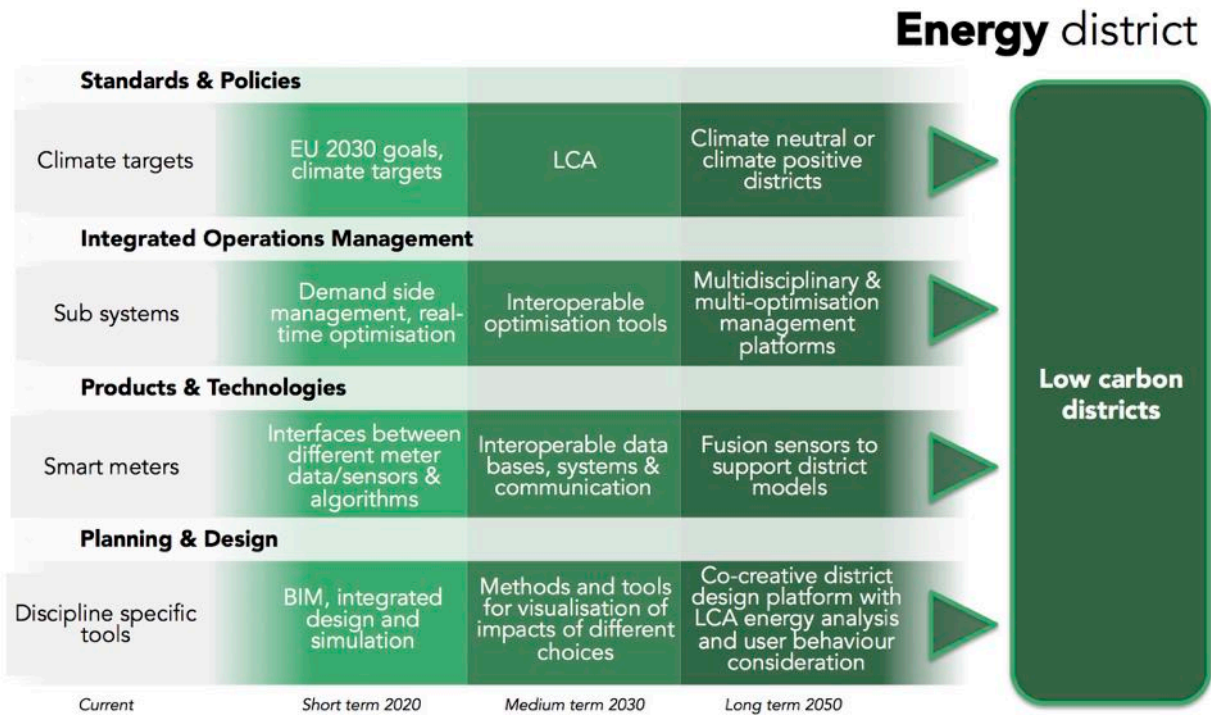 Energy district
Standards & Policies
Climate targets
EU 2030 goals,
climate targets
LCA
Climate neutral or
climate positive
districts
Integrated Operations Management
Sub systems
Demand side
management, real-
time optimisation
Interoperable
optimisation tools
Multidisciplinary &
multi-optimisation
management
platforms
Products & Technologies
Smart meters
Interfaces between
different meter
data/sensors &
algorithms
Interoperable data
bases, systems &
communication
Fusion sensors to
support district
models
Planning & Design
Discipline specific
tools
BIM, integrated
design and
simulation
Methods and tools
for visualisation of
impacts of different
choices
Co-creative district
design platform with
LCA energy analysis
and user behaviour
consideration
Low carbon
districts
Current
Short term 2020
Medium term 2030
Long term 2050